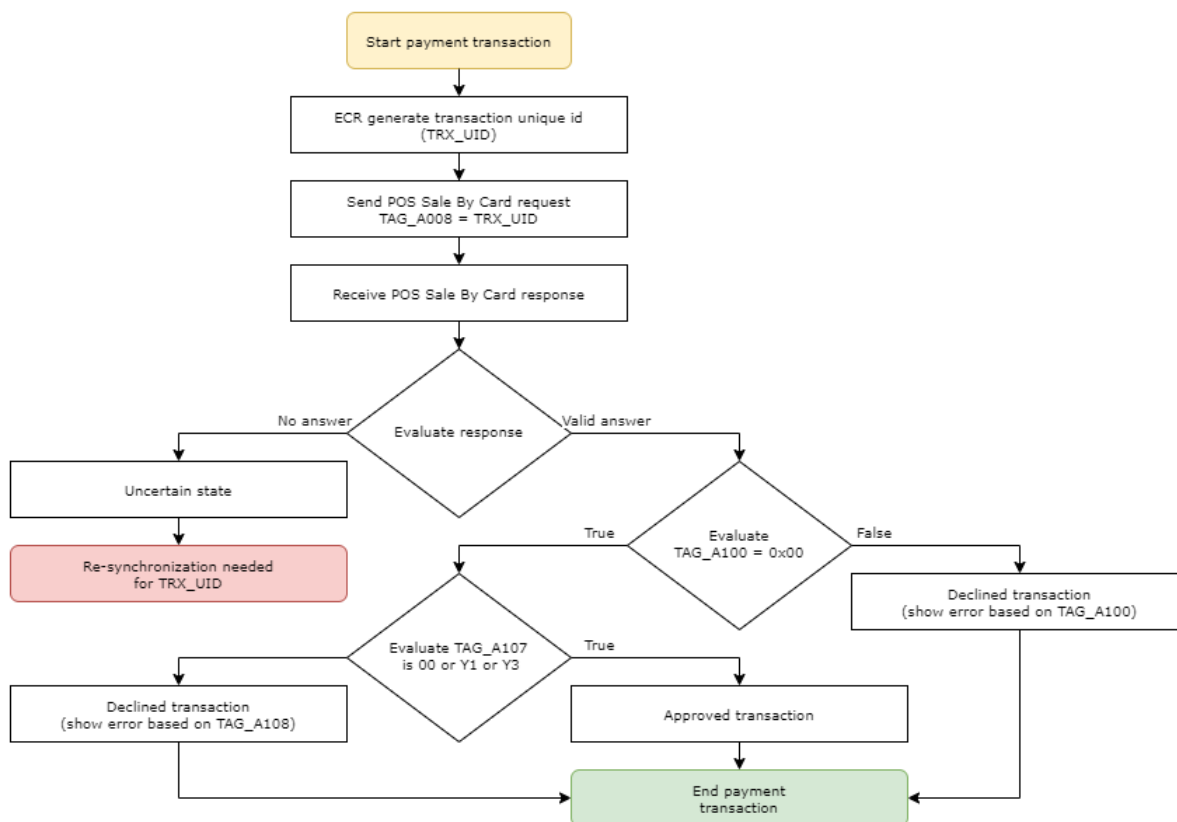 Start payment transaction
ECR generate transaction unique id
(TRX_UID)
Send POS Sale By Card request
TAG_A008 = TRX_UID
Receive POS Sale By Card response
No answer
Evaluate response
Valid answer
Uncertain state
Re-synchronization needed
for TRX_UID
True
Evaluate
TAG_A100 = 0x00
False
Declined transaction
(show error based on TAG_A100)
Evaluate TAG_A107
is 00 or Y1 or Y3
True
Declined transaction
(show error based on TAG_A108)
Approved transaction
End payment
transaction